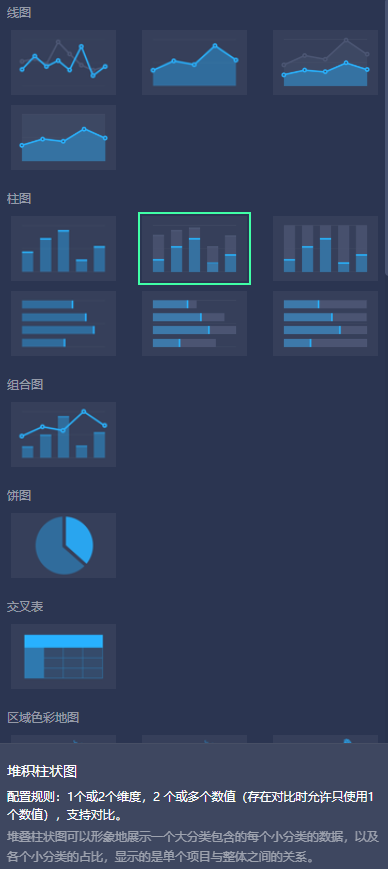 线图
柱图
组合图
饼图
交叉表
区域色彩地图
堆积柱状图
配置规则：1个或2个维度，2 个或多个数值（存在对比时允许只使用1
个数值），支持对比。
堆叠柱状图可以形象地展示一个大分类包含的每个小分类的数据，以及
各个小分类的占比，显示的是单个项目与整体之间的关系。